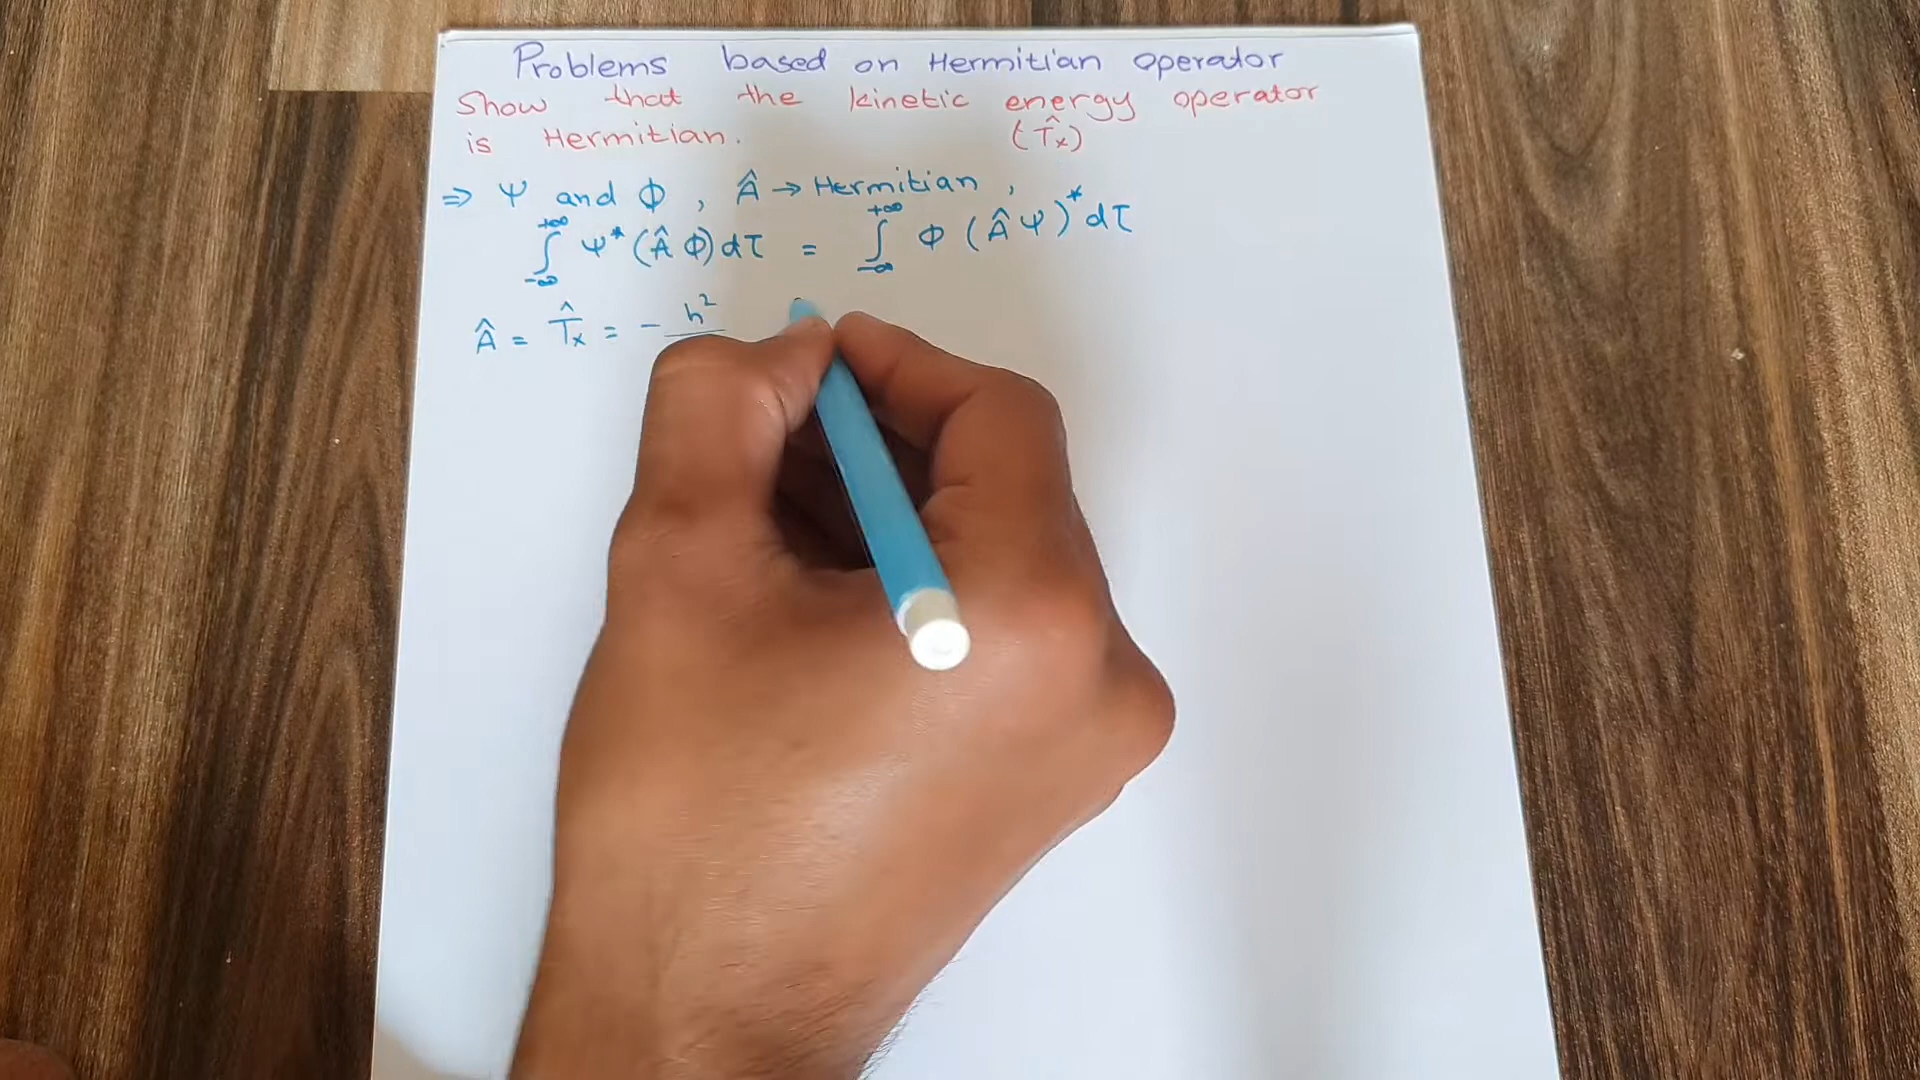 Problems based on Hermitian operator
Show that the kinetic energy operator
is Hermitian. (T̂ₓ)
⇒ Ψ and Φ , Â → Hermitian ,
∫₋∞⁺∞ Ψ* (Â Φ) dτ = ∫₋∞⁺∞ Φ (Â Ψ)* dτ
Â = T̂ₓ = - h²